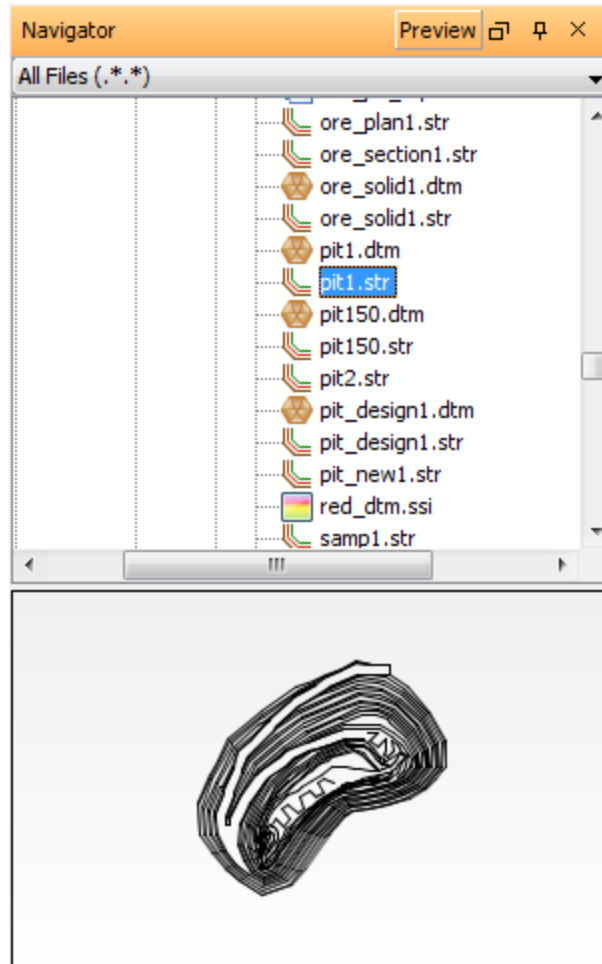 Navigator Preview
All Files (.*.*)
ore_plan1.str
ore_section1.str
ore_solid1.dtm
ore_solid1.str
pit1.dtm
pit1.str
pit150.dtm
pit150.str
pit2.str
pit_design1.dtm
pit_design1.str
pit_new1.str
red_dtm.ssi
samp1.str